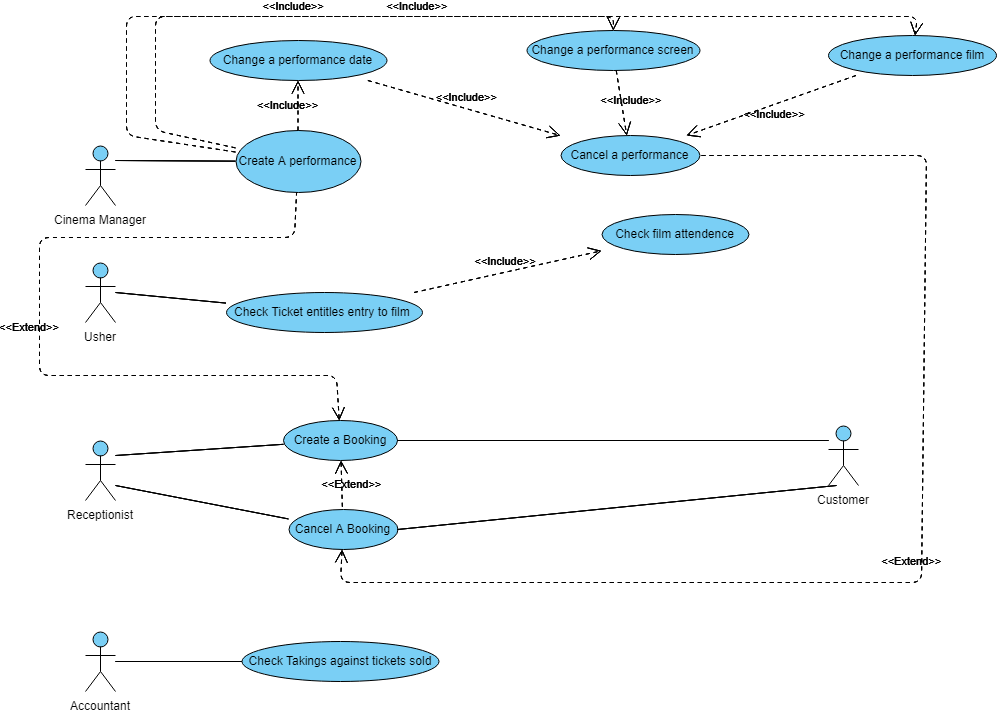 <<Include>>
<<Include>>
Change a performance date
Change a performance screen
Change a performance film
<<Include>>
<<Include>>
<<Include>>
<<Include>>
Create A performance
Cancel a performance
Cinema Manager
Check film attendence
<<Include>>
Check Ticket entitles entry to film
Usher
<<Extend>>
Create a Booking
<<Extend>>
Customer
Receptionist
Cancel A Booking
<<Extend>>
Check Takings against tickets sold
Accountant